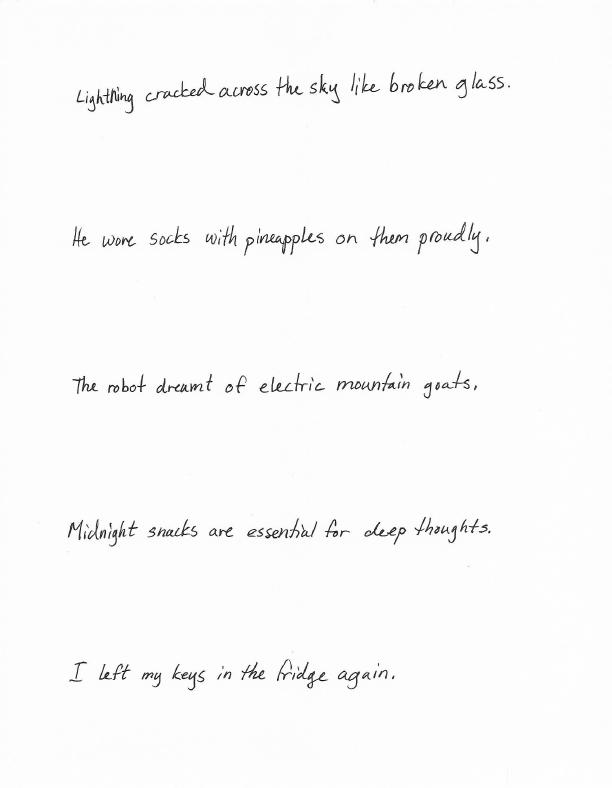 Lightning cracked across the sky like broken glass.
He wore socks with pineapples on them proudly.
The robot dreamt of electric mountain goats.
Midnight snacks are essential for deep thoughts.
I left my keys in the fridge again.